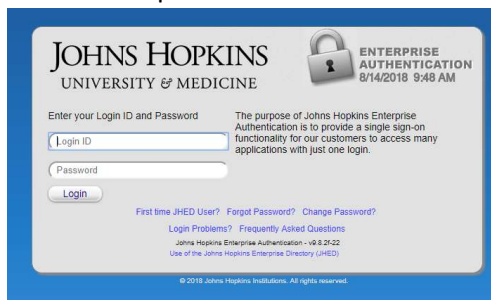 JOHNS HOPKINS
UNIVERSITY & MEDICINE
ENTERPRISE
AUTHENTICATION
8/14/2018 9:48 AM
Enter your Login ID and Password
Login ID
Password
Login
The purpose of Johns Hopkins Enterprise
Authentication is to provide a single sign-on
functionality for our customers to access many
applications with just one login.
First time JHED User? Forgot Password? Change Password?
Login Problems? Frequently Asked Questions
Johns Hopkins Enterprise Authentication - v9.8.2f-22
Use of the Johns Hopkins Enterprise Directory (JHED)
© 2018 Johns Hopkins Institutions. All rights reserved.